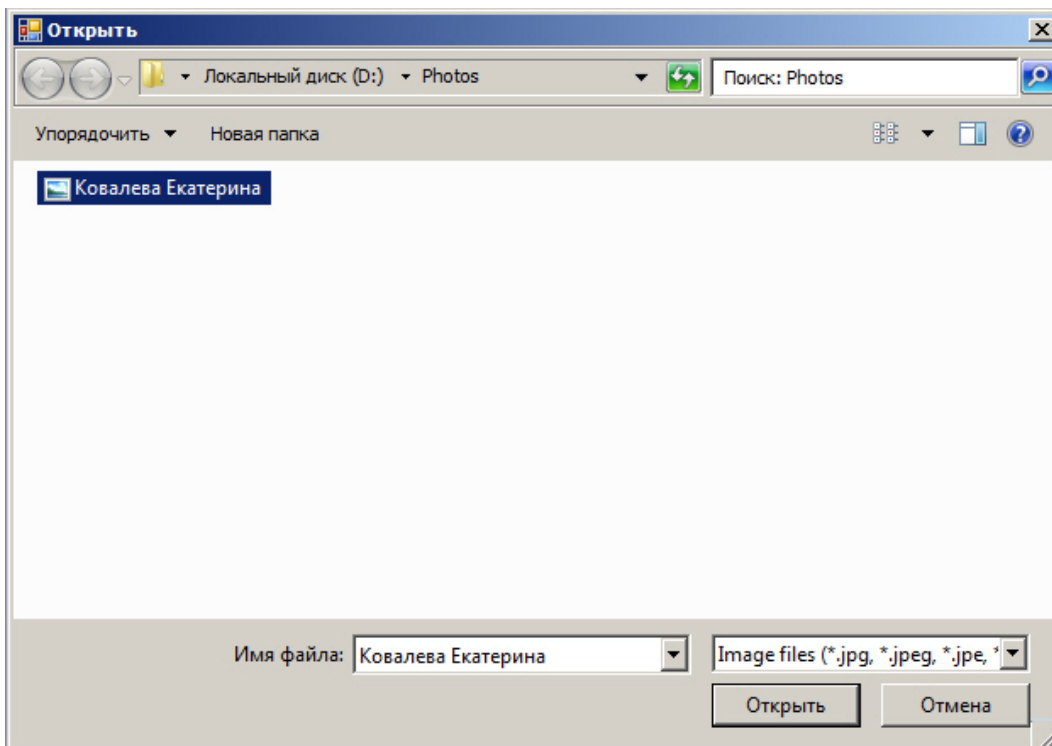 Открыть
Локальный диск (D:) Photos Поиск: Photos
Упорядочить Новая папка
Ковалева Екатерина
Имя файла: Ковалева Екатерина Image files (*.jpg, *.jpeg, *.jpe, *
Открыть Отмена